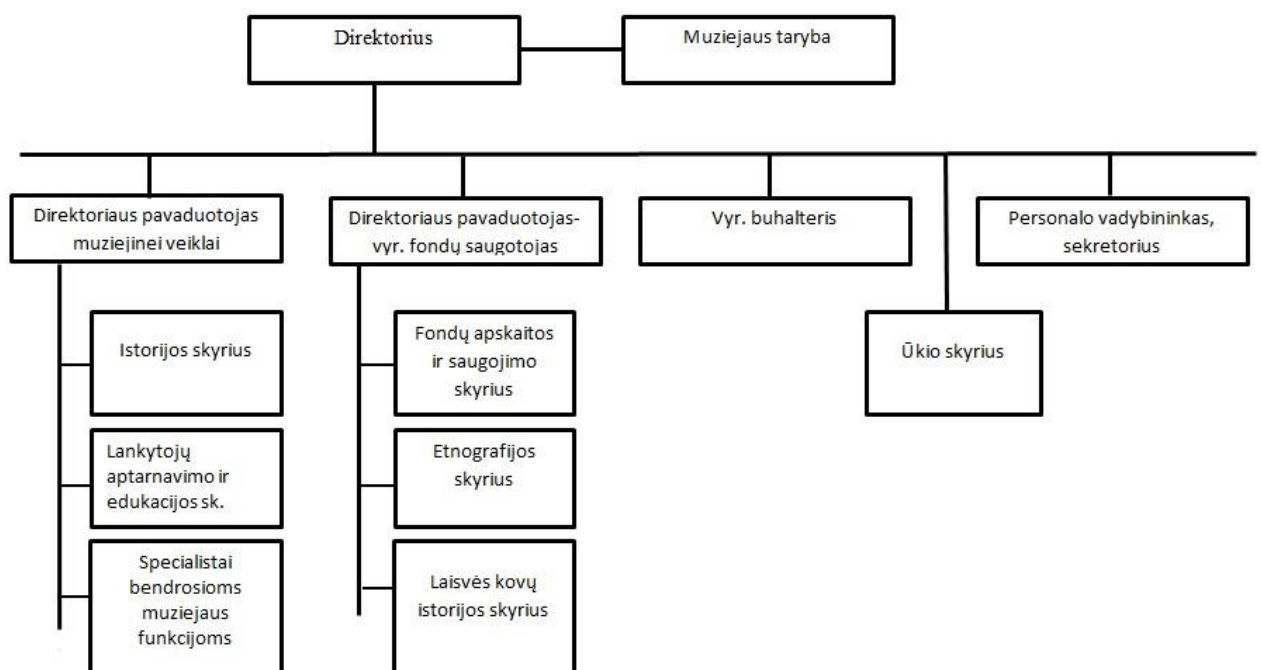 Direktorius
Muziejaus taryba
Direktoriaus pavaduotojas
muziejinei veiklai
Direktoriaus pavaduotojas-
vyr. fondų saugotojas
Vyr. buhalteris
Personalo vadybininkas,
sekretorius
Istorijos skyrius
Lankytojų
aptarnavimo ir
edukacijos sk.
Specialistai
bendrosioms
muziejaus
funkcijoms
Fondų apskaitos
ir saugojimo
skyrius
Etnografijos
skyrius
Laisvės kovų
istorijos skyrius
Ūkio skyrius